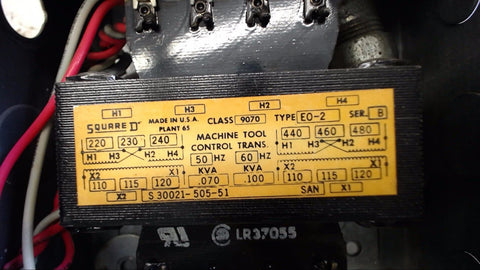 H1 H3 H2 H4
SQUARE D MADE IN U.S.A. CLASS 9070 TYPE EO-2 SER. B
PLANT 65
220 230 240 MACHINE TOOL 440 460 480
H1 H3 H2 H4 CONTROL TRANS. H1 H3 H2 H4
50 HZ 60 HZ
X2 X1 KVA KVA X2 X1
110 115 120 .070 .100 110 115 120
X2 S 30021-505-51 SAN X1
UL LR37055